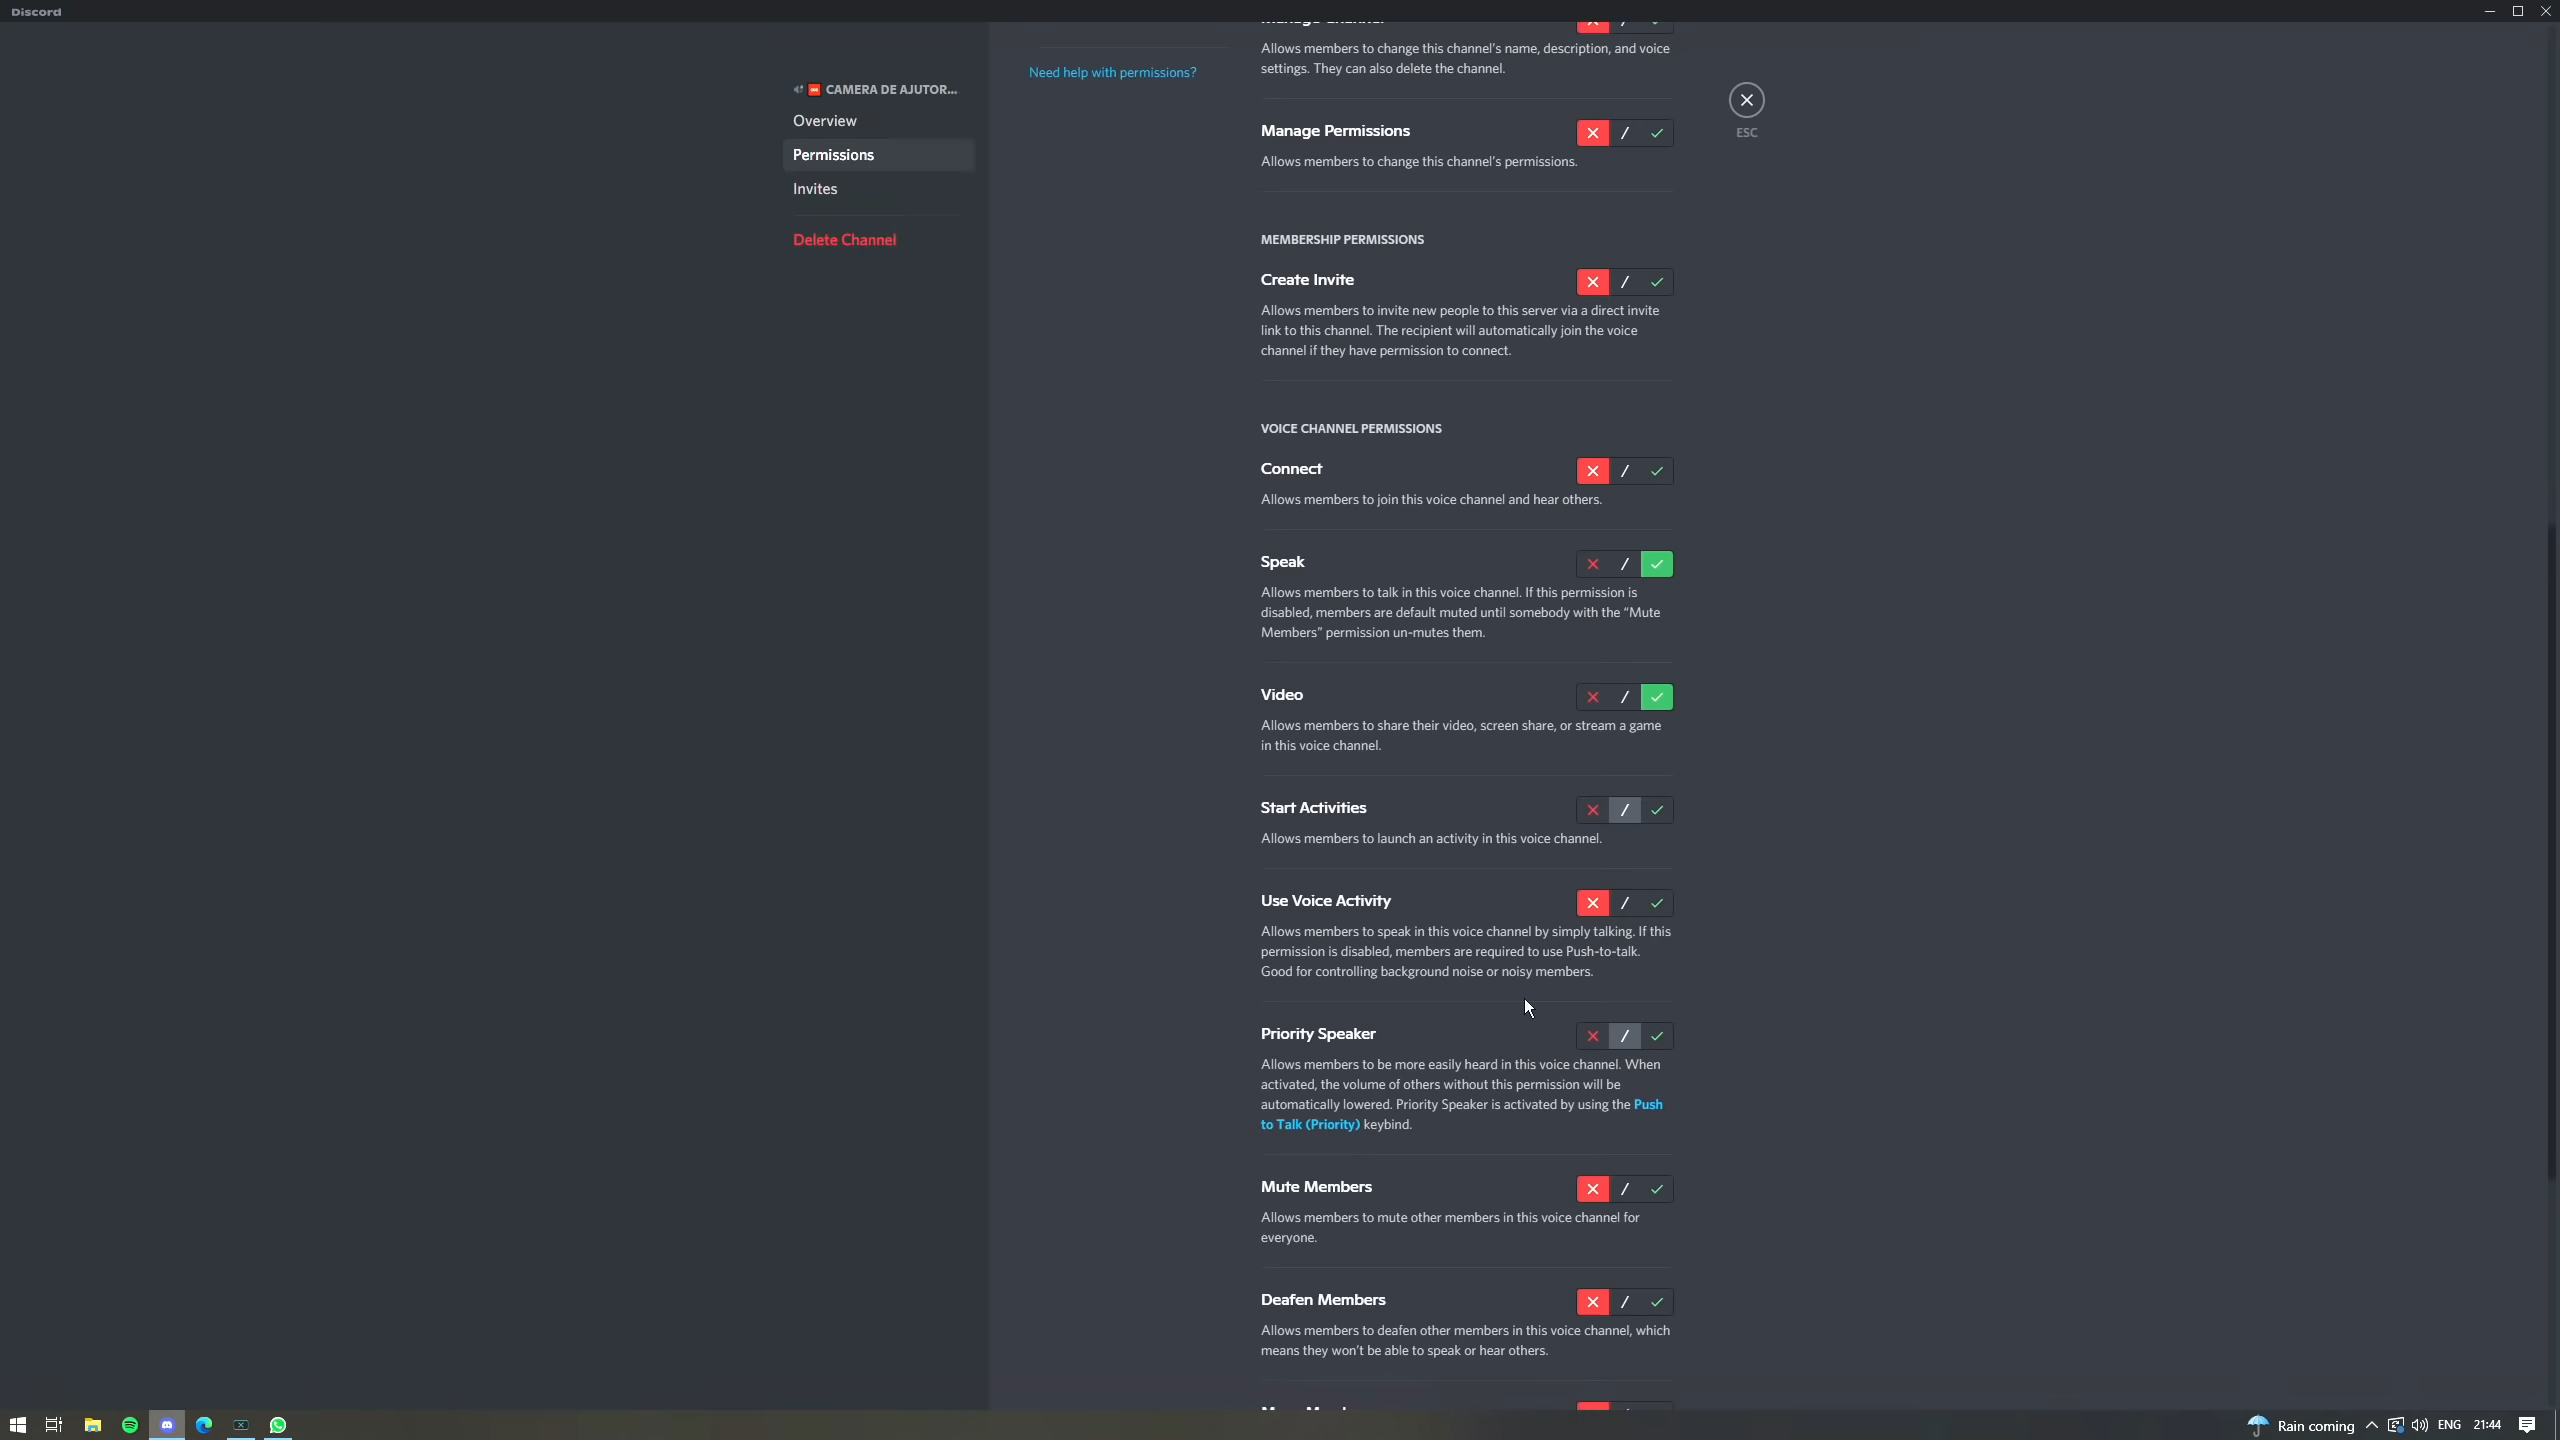 Discord
Need help with permissions?
CAMERA DE AJUTOR...
Overview
Permissions
Invites
Delete Channel
Allows members to change this channel's name, description, and voice
settings. They can also delete the channel.
Manage Permissions
Allows members to change this channel's permissions.
MEMBERSHIP PERMISSIONS
Create Invite
Allows members to invite new people to this server via a direct invite
link to this channel. The recipient will automatically join the voice
channel if they have permission to connect.
VOICE CHANNEL PERMISSIONS
Connect
Allows members to join this voice channel and hear others.
Speak
Allows members to talk in this voice channel. If this permission is
disabled, members are default muted until somebody with the "Mute
Members" permission un-mutes them.
Video
Allows members to share their video, screen share, or stream a game
in this voice channel.
Start Activities
Allows members to launch an activity in this voice channel.
Use Voice Activity
Allows members to speak in this voice channel by simply talking. If this
permission is disabled, members are required to use Push-to-talk.
Good for controlling background noise or noisy members.
Priority Speaker
Allows members to be more easily heard in this voice channel. When
activated, the volume of others without this permission will be
automatically lowered. Priority Speaker is activated by using the Push
to Talk (Priority) keybind.
Mute Members
Allows members to mute other members in this voice channel for
everyone.
Deafen Members
Allows members to deafen other members in this voice channel, which
means they won't be able to speak or hear others.
ESC
Rain coming
ENG
21:44